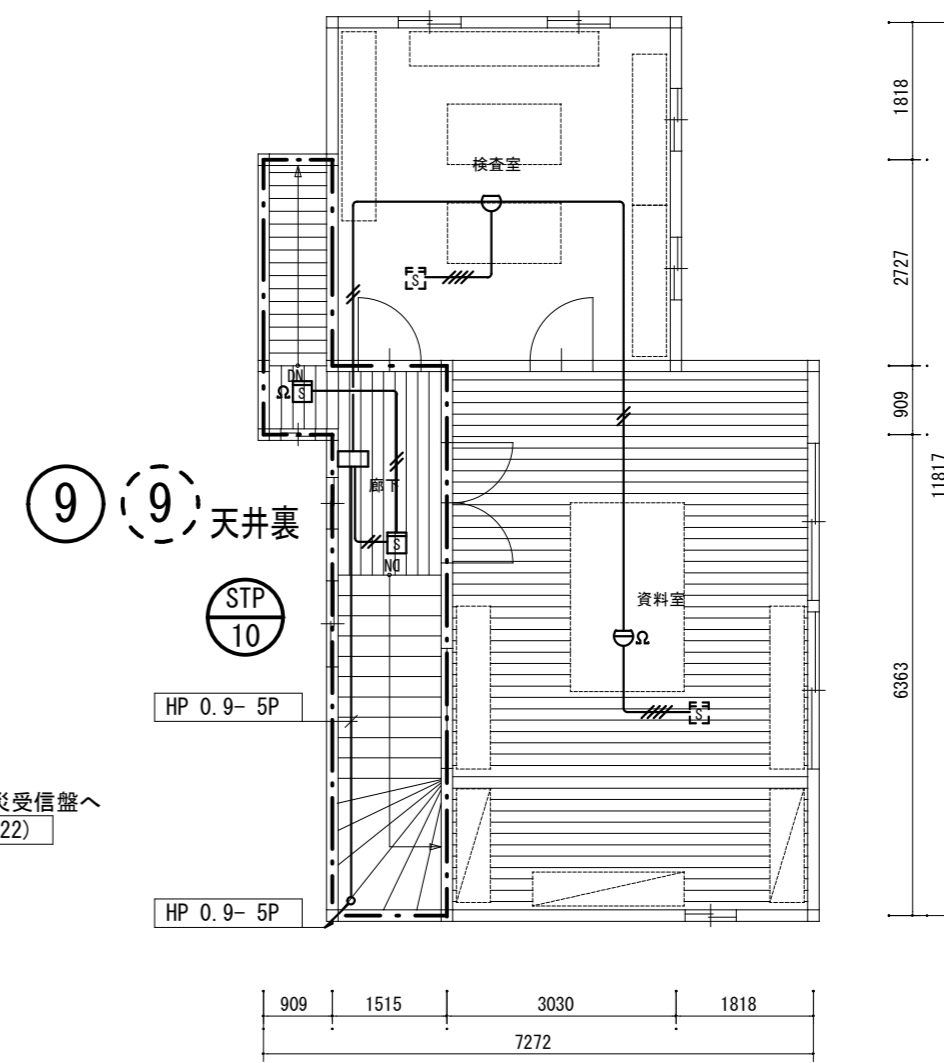 1818
検査室
2727
DN
Ω S
909
11817
9 9 天井裏
廊下
S
DN
STP
10
資料室
Ω
6363
HP 0.9- 5P
S
災受信盤へ
22)
HP 0.9- 5P
909 1515 3030 1818
7272
S